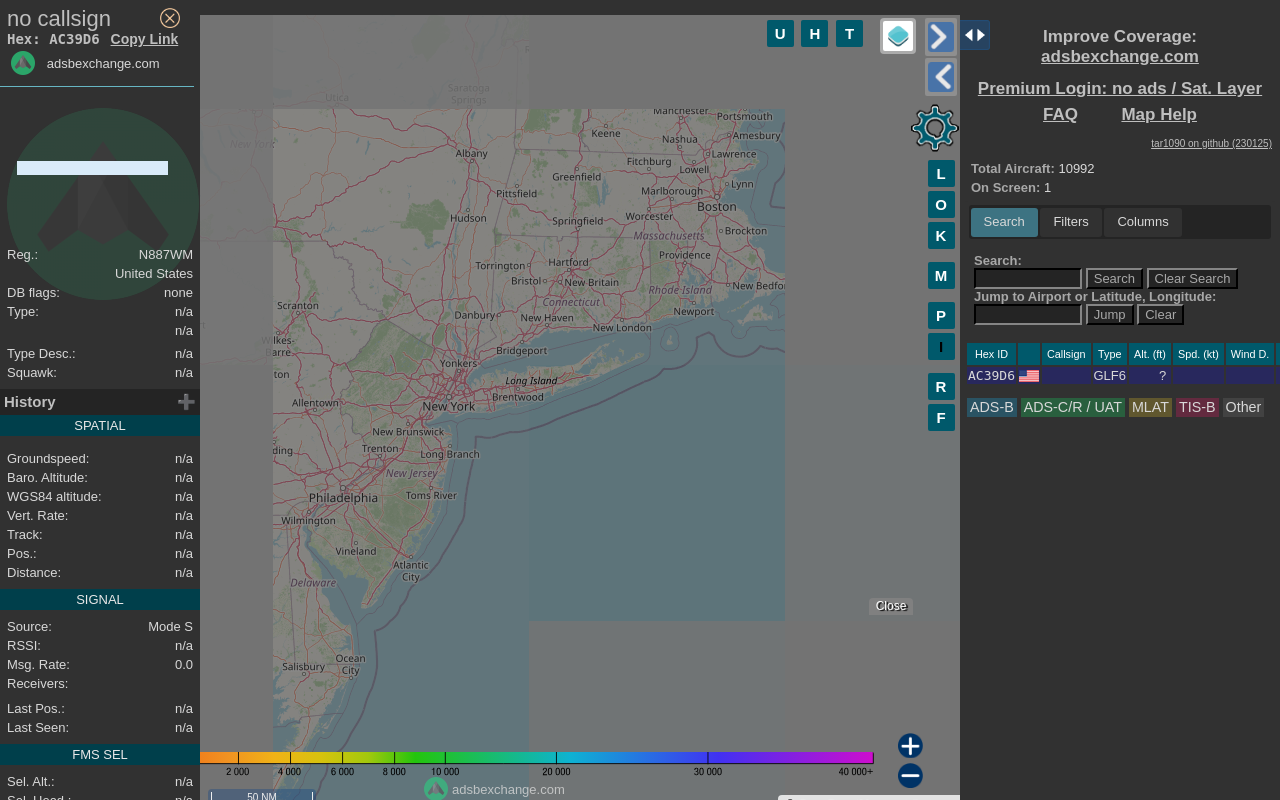 no callsign
Hex: AC39D6 Copy Link
adsbexchange.com
Reg.: N887WM
United States
DB flags: none
Type: n/a
n/a
Type Desc.: n/a
Squawk: n/a
History
SPATIAL
Groundspeed: n/a
Baro. Altitude: n/a
WGS84 altitude: n/a
Vert. Rate: n/a
Track: n/a
Pos.: n/a
Distance: n/a
SIGNAL
Source: Mode S
RSSI: n/a
Msg. Rate: 0.0
Receivers:
Last Pos.: n/a
Last Seen: n/a
FMS SEL
Sel. Alt.: n/a
U H T
L
O
K
M
P
I
R
F
Utica
Saratoga
Springs
New York
Manchester
Portsmouth
Keene
Nashua
Amesbury
Albany
Fitchburg
Lawrence
Lowell
Greenfield
Pittsfield
Marlborough
Lynn
Hudson
Springfield
Worcester
Boston
Massachusetts
Brockton
Torrington
Hartford
Providence
Bristol
New Britain
New Bedfo
Scranton
Connecticut
Rhode Island
Danbury
New Haven
Newport
New London
Wilkes-
Barre
Bridgeport
Yonkers
ton
Long Island
Allentown
New York
Brentwood
New Brunswick
ding
Trenton
Long Branch
New Jersey
Philadelphia
Toms River
Wilmington
Vineland
Atlantic
City
Delaware
Salisbury
Ocean
City
Close
2 000 4 000 6 000 8 000 10 000 20 000 30 000 40 000+
adsbexchange.com
50 NM
Improve Coverage:
adsbexchange.com
Premium Login: no ads / Sat. Layer
FAQ Map Help
tar1090 on github (230125)
Total Aircraft: 10992
On Screen: 1
Search Filters Columns
Search:
Search Clear Search
Jump to Airport or Latitude, Longitude:
Jump Clear
Hex ID Callsign Type Alt. (ft) Spd. (kt) Wind D.
AC39D6 GLF6 ?
ADS-B ADS-C/R / UAT MLAT TIS-B Other